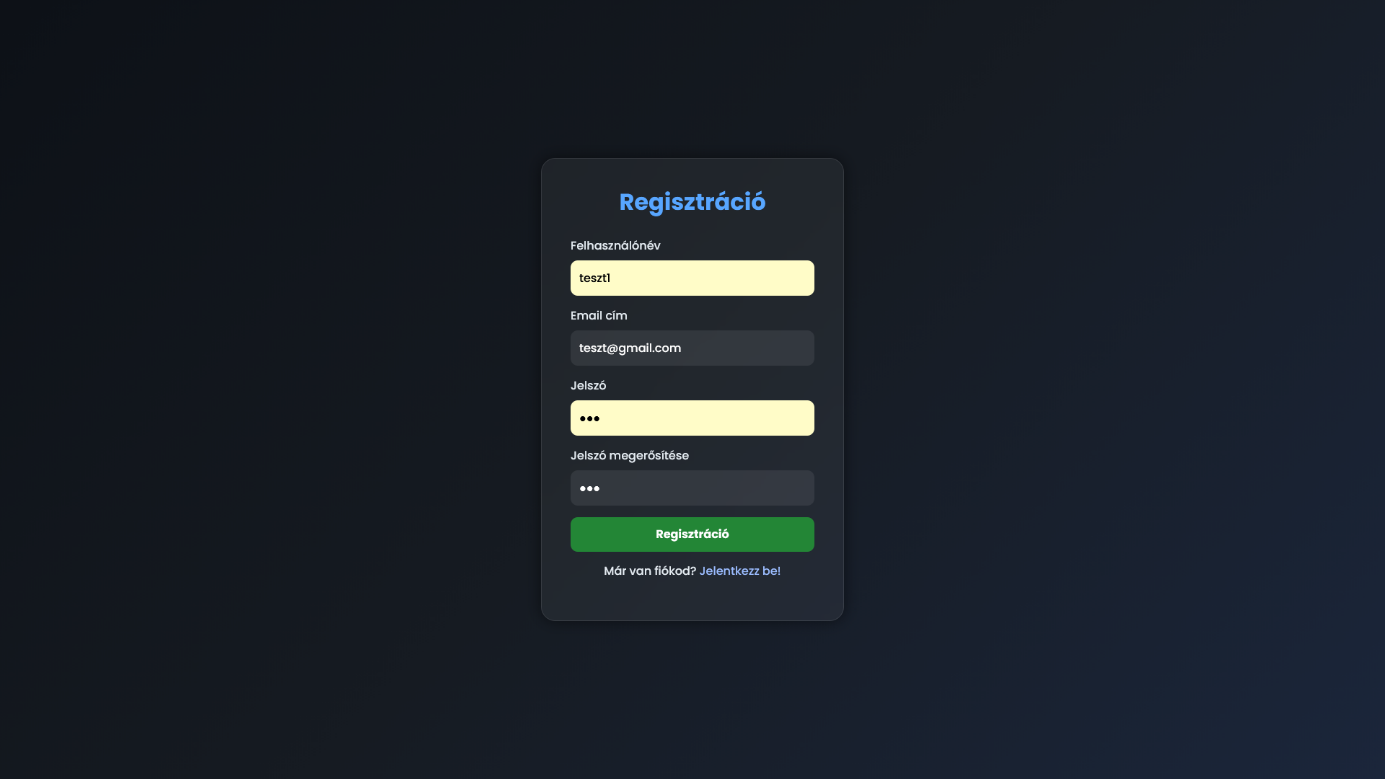 Regisztráció
Felhasználónév
teszt1
Email cím
teszt@gmail.com
Jelszó
•••
Jelszó megerősítése
•••
Regisztráció
Már van fiókod? Jelentkezz be!